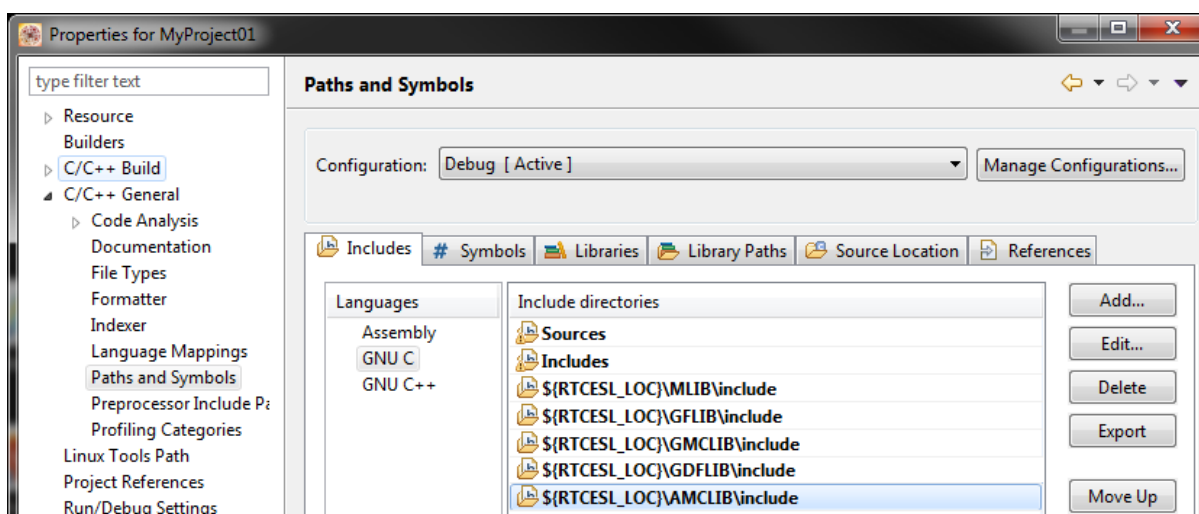 Properties for MyProject01
type filter text
Resource
Builders
C/C++ Build
C/C++ General
Code Analysis
Documentation
File Types
Formatter
Indexer
Language Mappings
Paths and Symbols
Preprocessor Include Pa
Profiling Categories
Linux Tools Path
Project References
Run/Debug Settings
Paths and Symbols
Configuration: Debug [ Active ] Manage Configurations...
Includes # Symbols Libraries Library Paths Source Location References
Languages
Assembly
GNU C
GNU C++
Include directories
Sources
Includes
${RTCESL_LOC}\MLIB\include
${RTCESL_LOC}\GFLIB\include
${RTCESL_LOC}\GMCLIB\include
${RTCESL_LOC}\GDFLIB\include
${RTCESL_LOC}\AMCLIB\include
Add...
Edit...
Delete
Export
Move Up